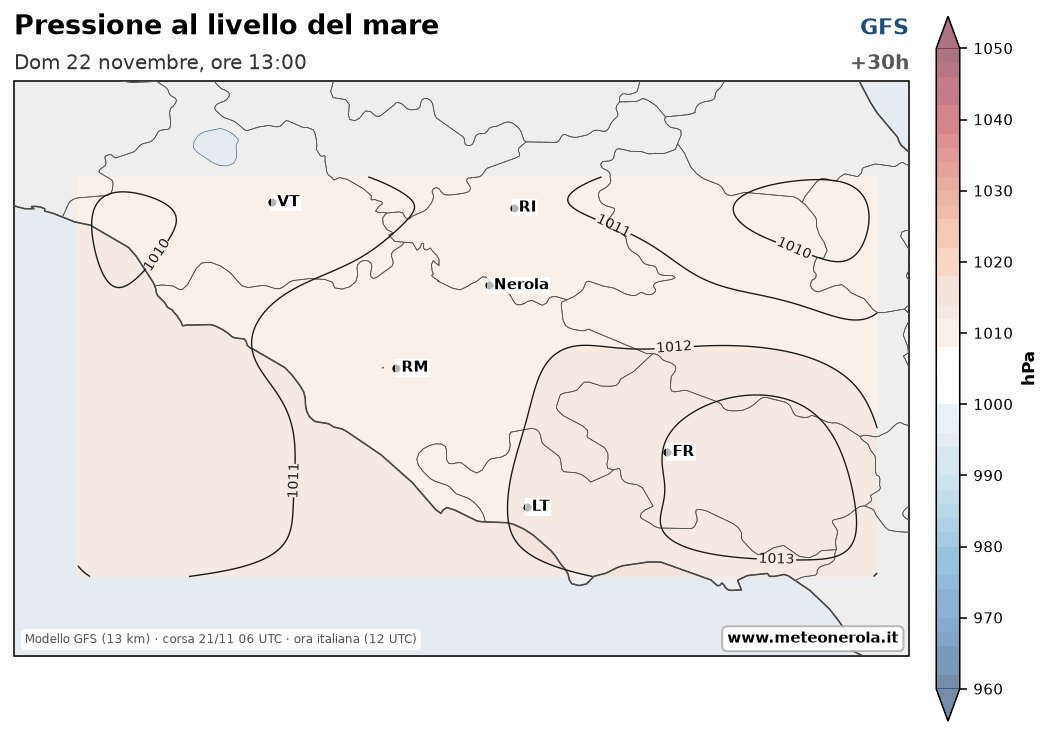 Pressione al livello del mare
GFS
Dom 22 novembre, ore 13:00
+30h
VT
RI
1011
1010
1010
Nerola
1012
RM
FR
1011
LT
1013
Modello GFS (13 km) · corsa 21/11 06 UTC · ora italiana (12 UTC)
www.meteonerola.it
1050
1040
1030
1020
1010
1000
990
980
970
960
hPa